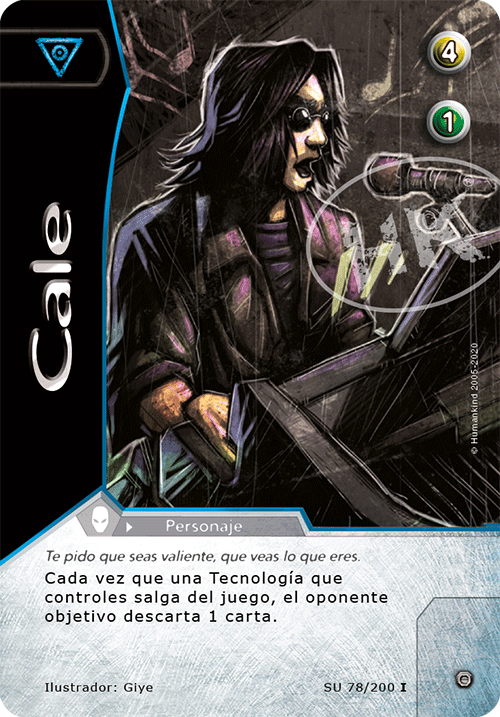 4
1
Cale
HK
© Humankind 2005-2020
Personaje
Te pido que seas valiente, que veas lo que eres.
Cada vez que una Tecnología que
controles salga del juego, el oponente
objetivo descarta 1 carta.
Ilustrador: Giye
SU 78/200 I